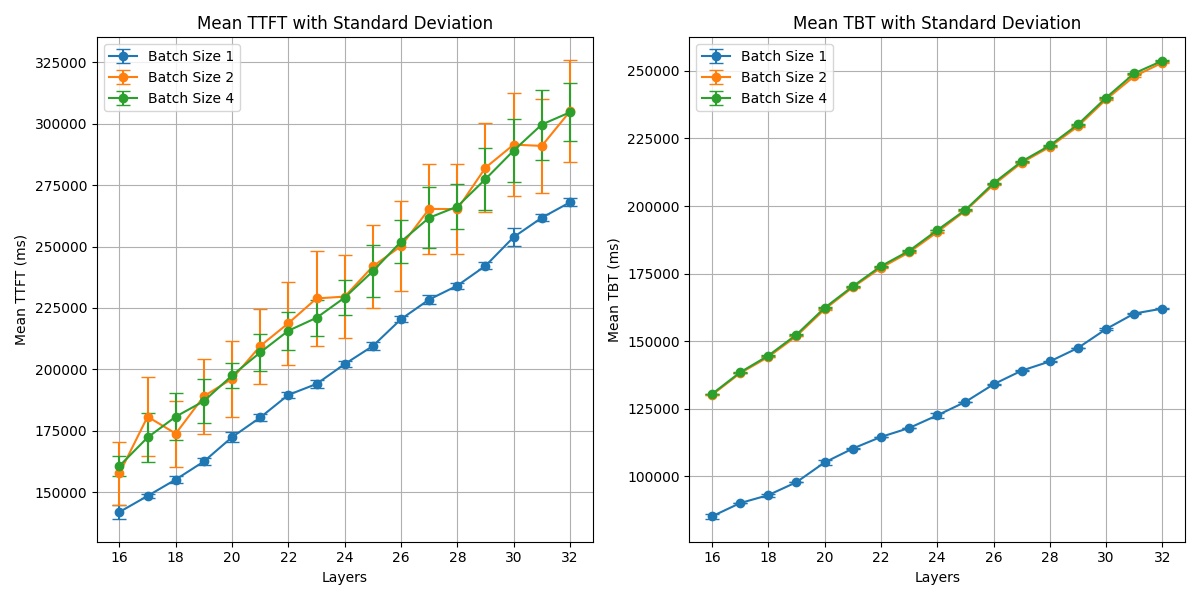 Mean TTFT with Standard Deviation
Mean TTFT (ms)
325000
300000
275000
250000
225000
200000
175000
150000
Batch Size 1
Batch Size 2
Batch Size 4
16 18 20 22 24 26 28 30 32
Layers
Mean TBT with Standard Deviation
Mean TBT (ms)
250000
225000
200000
175000
150000
125000
100000
Batch Size 1
Batch Size 2
Batch Size 4
16 18 20 22 24 26 28 30 32
Layers